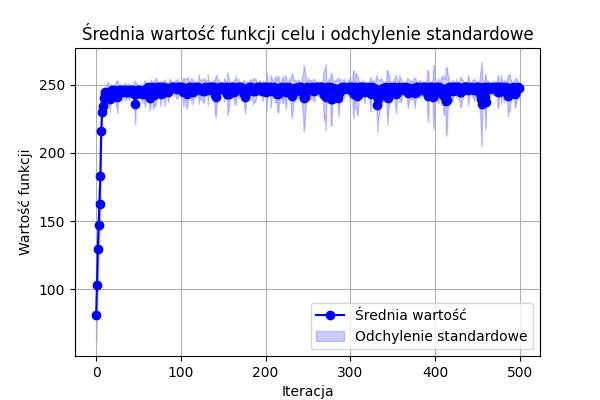 Średnia wartość funkcji celu i odchylenie standardowe
Wartość funkcji
250
200
150
100
0
100
200
300
400
500
Iteracja
Średnia wartość
Odchylenie standardowe